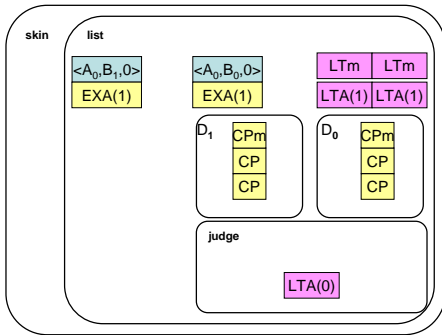 skin
list
<A0,B1,0>
EXA(1)
<A0,B0,0>
EXA(1)
LTm LTm
LTA(1) LTA(1)
D1
CPm
CP
CP
D0
CPm
CP
CP
judge
LTA(0)